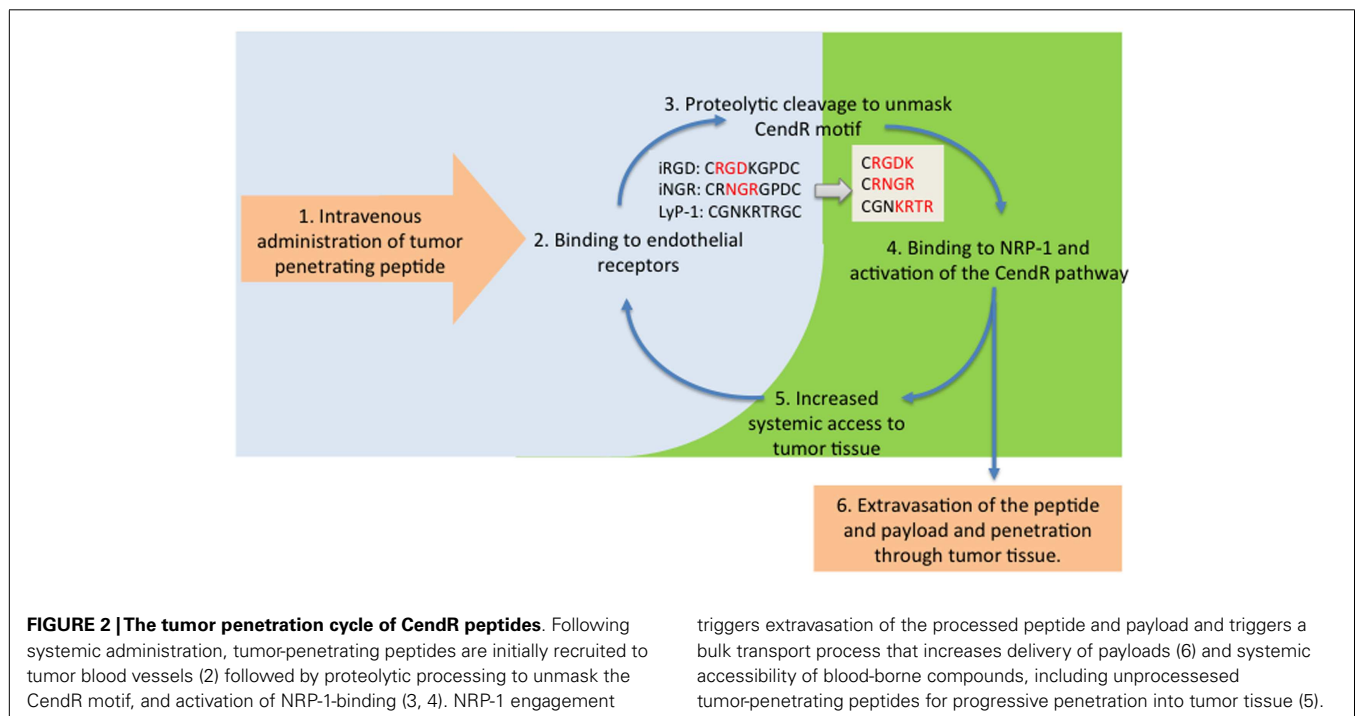 1. Intravenous
administration of tumor
penetrating peptide
2. Binding to endothelial
receptors
3. Proteolytic cleavage to unmask
CendR motif
iRGD: CRGDKGPDC
iNGR: CRNGRGPDC
LyP-1: CGNKRTRGC
CRGDK
CRNGR
CGNKRTR
4. Binding to NRP-1 and
activation of the CendR pathway
5. Increased
systemic access to
tumor tissue
6. Extravasation of the peptide
and payload and penetration
through tumor tissue.
FIGURE 2 | The tumor penetration cycle of CendR peptides. Following
systemic administration, tumor-penetrating peptides are initially recruited to
tumor blood vessels (2) followed by proteolytic processing to unmask the
CendR motif, and activation of NRP-1-binding (3, 4). NRP-1 engagement
triggers extravasation of the processed peptide and payload and triggers a
bulk transport process that increases delivery of payloads (6) and systemic
accessibility of blood-borne compounds, including unprocessesed
tumor-penetrating peptides for progressive penetration into tumor tissue (5).